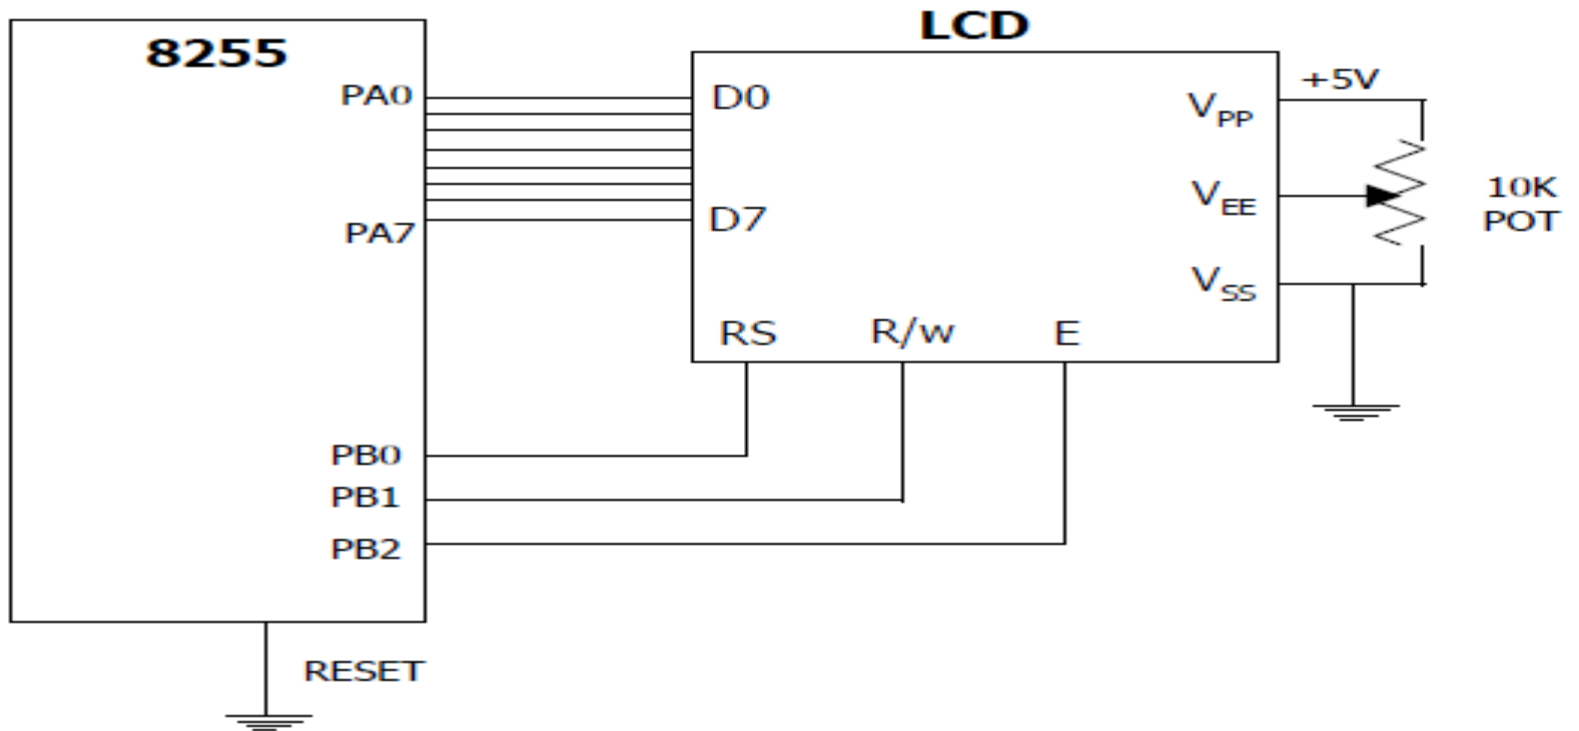 LCD
8255
PA0
D0
+5V
VPP
VEE
10K
POT
PA7
D7
VSS
RS
R/w
E
PB0
PB1
PB2
RESET